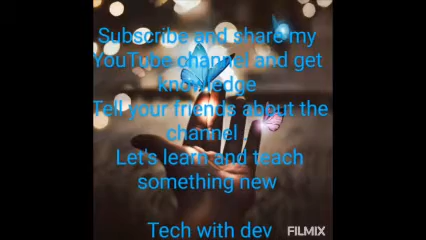 Subscribe and share my
YouTube channel and get
knowledge
Tell your friends about the
channel .
Let's learn and teach
something new
Tech with dev
FILMIX